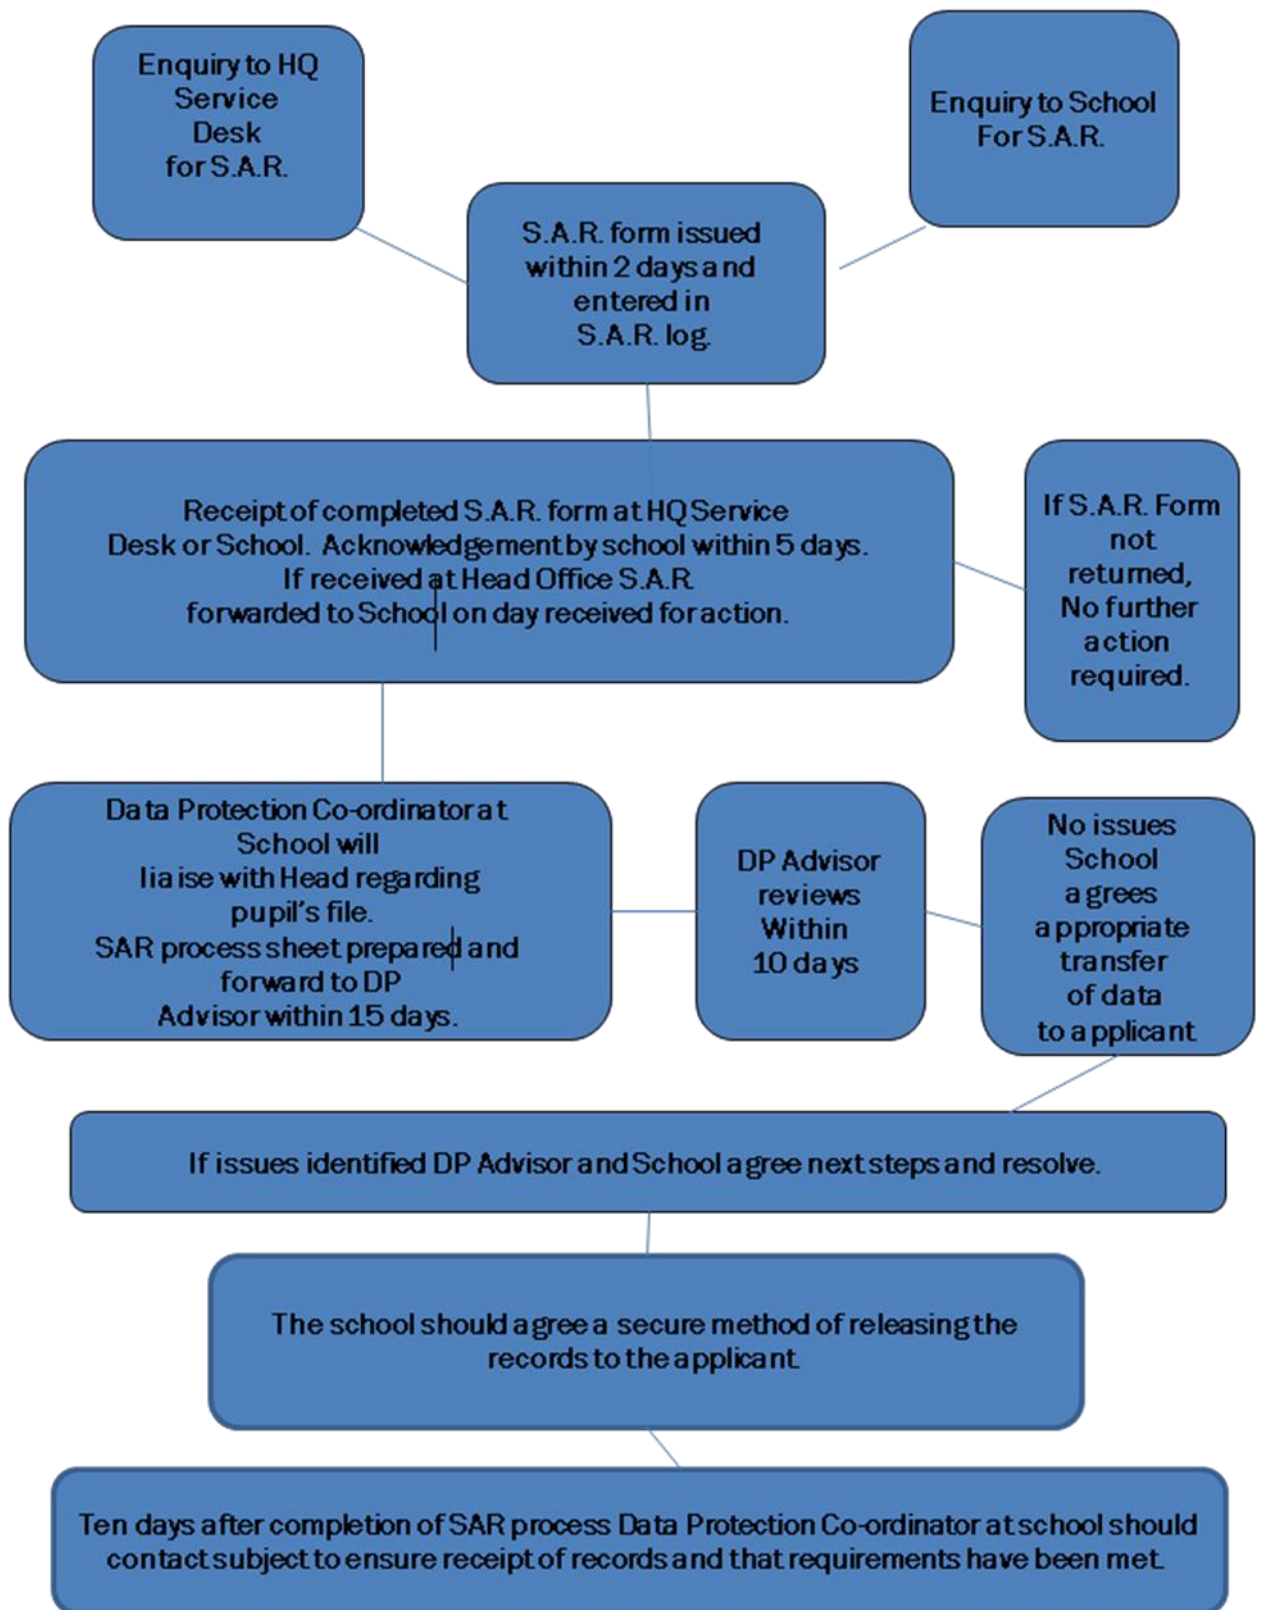 Enquiry to HQ
Service
Desk
for S.A.R.
Enquiry to School
For S.A.R.
S.A.R. form issued
within 2 days and
entered in
S.A.R. log.
Receipt of completed S.A.R. form at HQ Service
Desk or School. Acknowledgement by school within 5 days.
If received at Head Office S.A.R
forwarded to School on day received for action.
If S.A.R. Form
not
returned,
No further
action
required.
Data Protection Co-ordinator at
School will
liaise with Head regarding
pupil's file.
SAR process sheet prepared and
forward to DP
Advisor within 15 days.
DP Advisor
reviews
Within
10 days
No issues
School
agrees
appropriate
transfer
of data
to applicant
If issues identified DP Advisor and School agree next steps and resolve.
The school should agree a secure method of releasing the
records to the applicant
Ten days after completion of SAR process Data Protection Co-ordinator at school should
contact subject to ensure receipt of records and that requirements have been met.